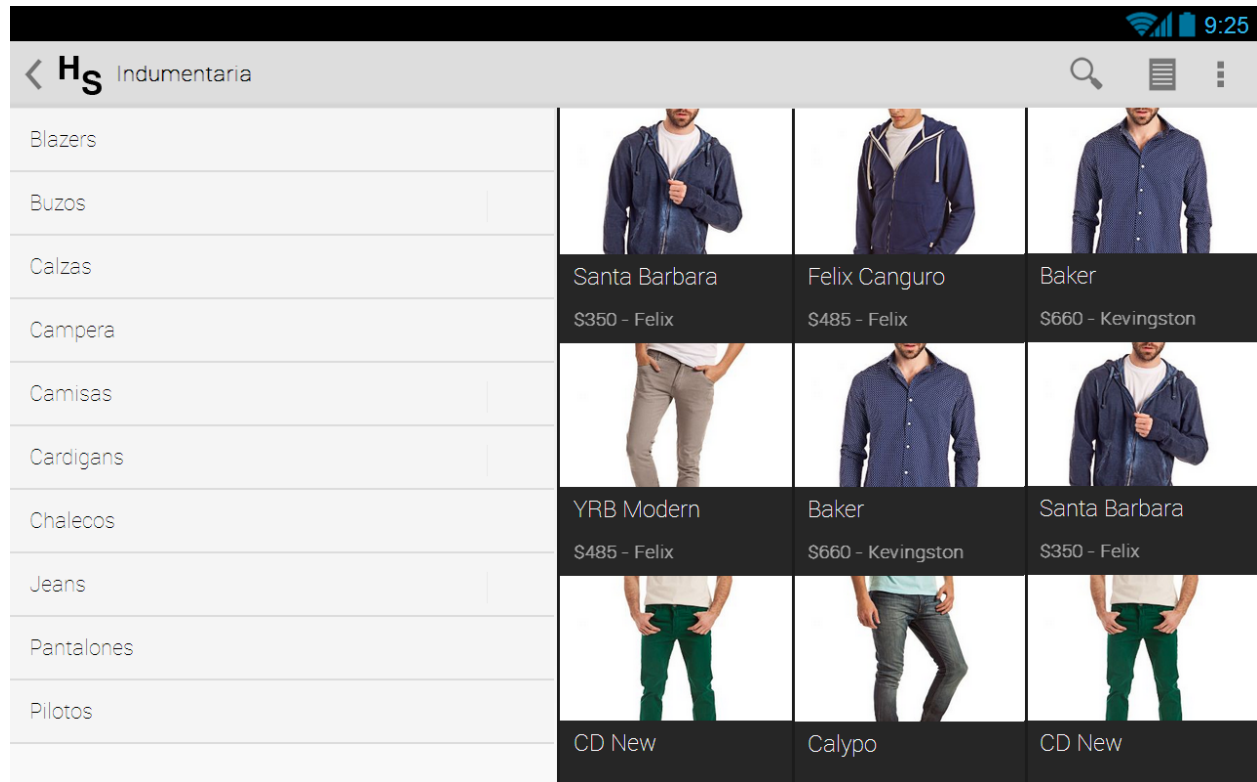 9:25
HS Indumentaria
Blazers
Buzos
Calzas
Campera
Camisas
Cardigans
Chalecos
Jeans
Pantalones
Pilotos
Santa Barbara
$350 - Felix
Felix Canguro
$485 - Felix
Baker
$660 - Kevingston
YRB Modern
$485 - Felix
Baker
$660 - Kevingston
Santa Barbara
$350 - Felix
CD New
Calypo
CD New